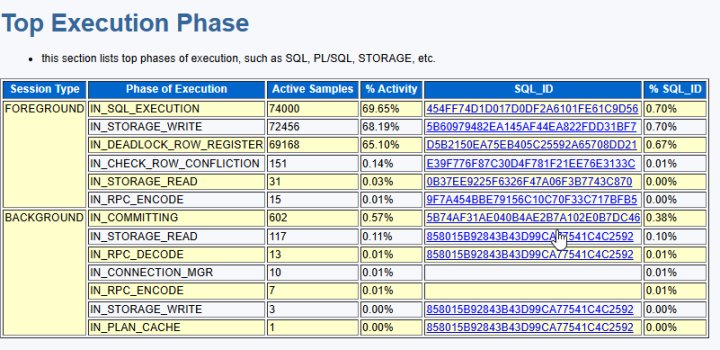 Top Execution Phase
this section lists top phases of execution, such as SQL, PL/SQL, STORAGE, etc.
Session Type Phase of Execution Active Samples % Activity SQL_ID % SQL_ID
FOREGROUND IN_SQL_EXECUTION 74000 69.65% 454FF74D1D017D0DF2A6101FE61C9D56 0.70%
IN_STORAGE_WRITE 72456 68.19% 5B60979482EA145AF44EA822FDD31BF7 0.70%
IN_DEADLOCK_ROW_REGISTER 69168 65.10% D5B2150EA75EB405C25592A65708DD21 0.67%
IN_CHECK_ROW_CONFLICTION 151 0.14% E39F776F87C30D4F781F21EE76E3133C 0.01%
IN_STORAGE_READ 31 0.03% 0B37EE9225F6326F47A06F3B7743C870 0.00%
IN_RPC_ENCODE 15 0.01% 9F7A454BBE79156C10C70F33C717BFB5 0.00%
BACKGROUND IN_COMMITTING 602 0.57% 5B74AF31AE040B4AE2B7A102E0B7DC46 0.38%
IN_STORAGE_READ 117 0.11% 858015B92843B43D99CA77541C4C2592 0.10%
IN_RPC_DECODE 13 0.01% 858015B92843B43D99CA77541C4C2592 0.01%
IN_CONNECTION_MGR 10 0.01% 0.01%
IN_RPC_ENCODE 7 0.01% 0.01%
IN_STORAGE_WRITE 3 0.00% 858015B92843B43D99CA77541C4C2592 0.00%
IN_PLAN_CACHE 1 0.00% 858015B92843B43D99CA77541C4C2592 0.00%